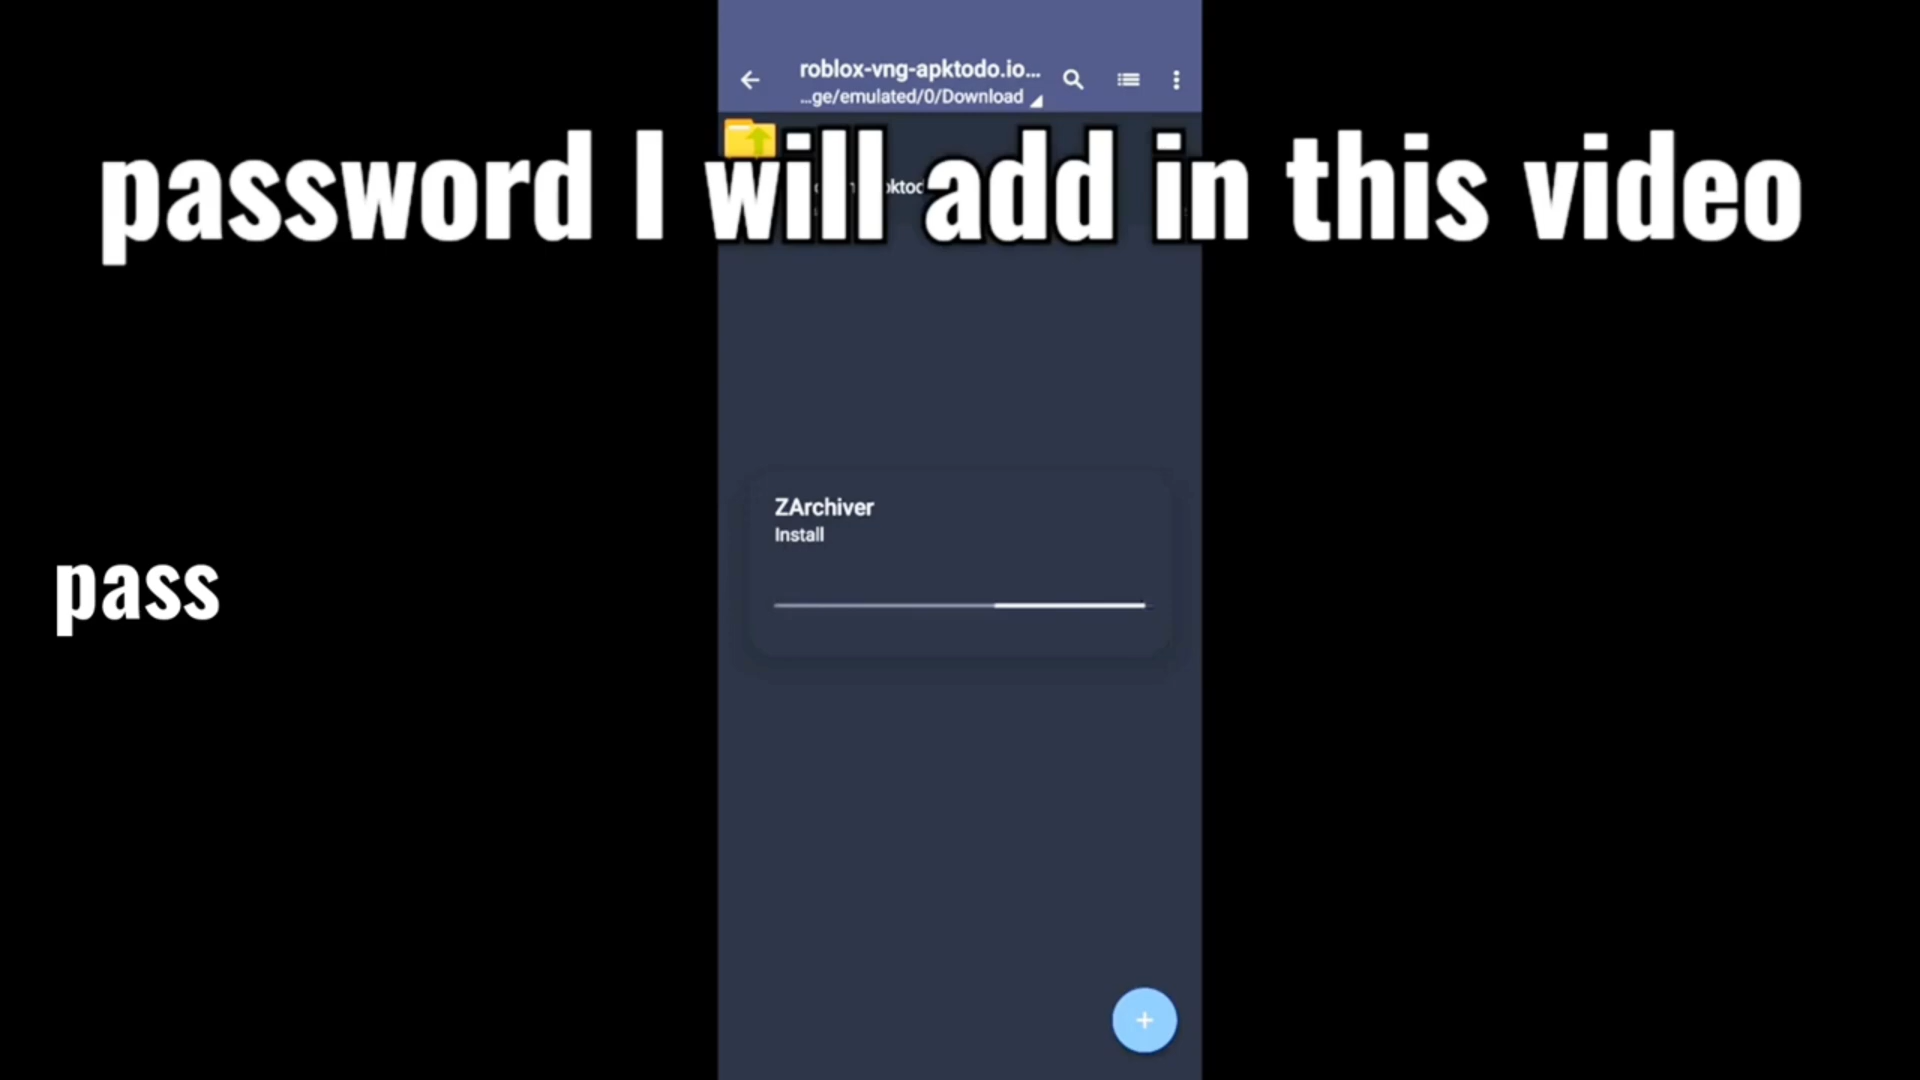 roblox-vng-apktodo.io...
...ge/emulated/0/Download
password I will add in this video
ZArchiver
Install
pass